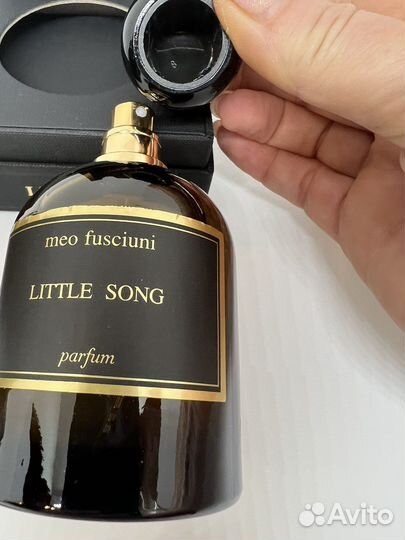 meo fusciuni
LITTLE SONG
parfum
Avito